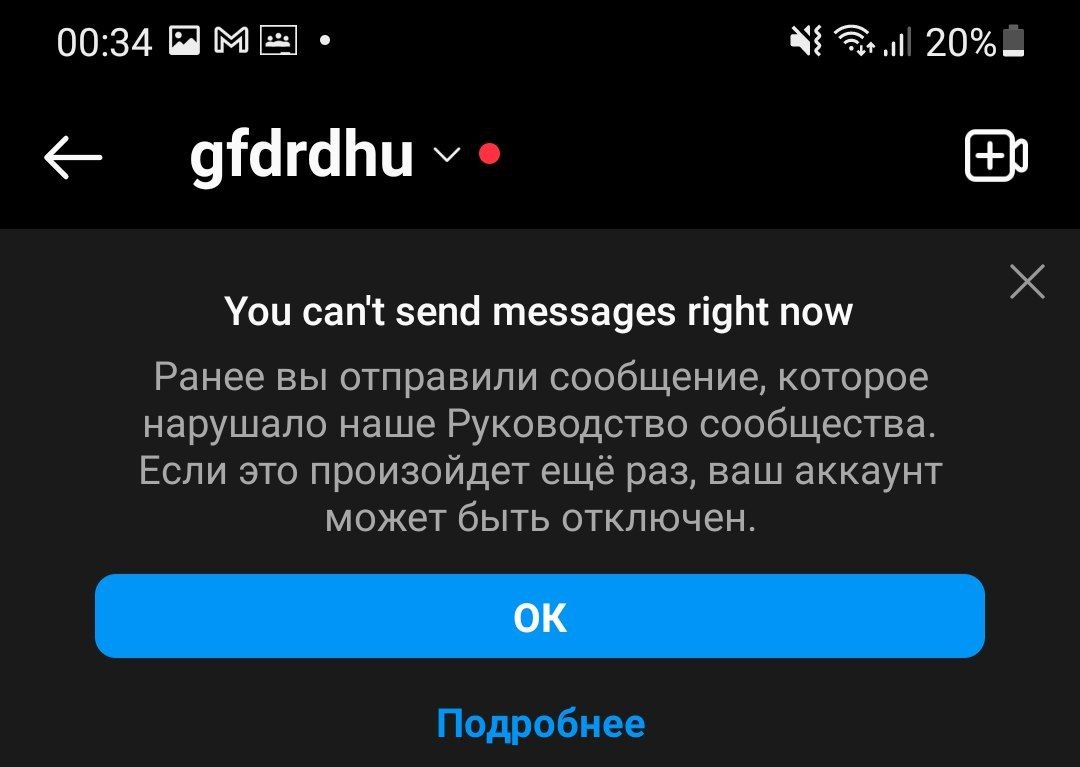 00:34
20%
gfdrdhu
You can't send messages right now
Ранее вы отправили сообщение, которое
нарушало наше Руководство сообщества.
Если это произойдет ещё раз, ваш аккаунт
может быть отключен.
ОК
Подробнее